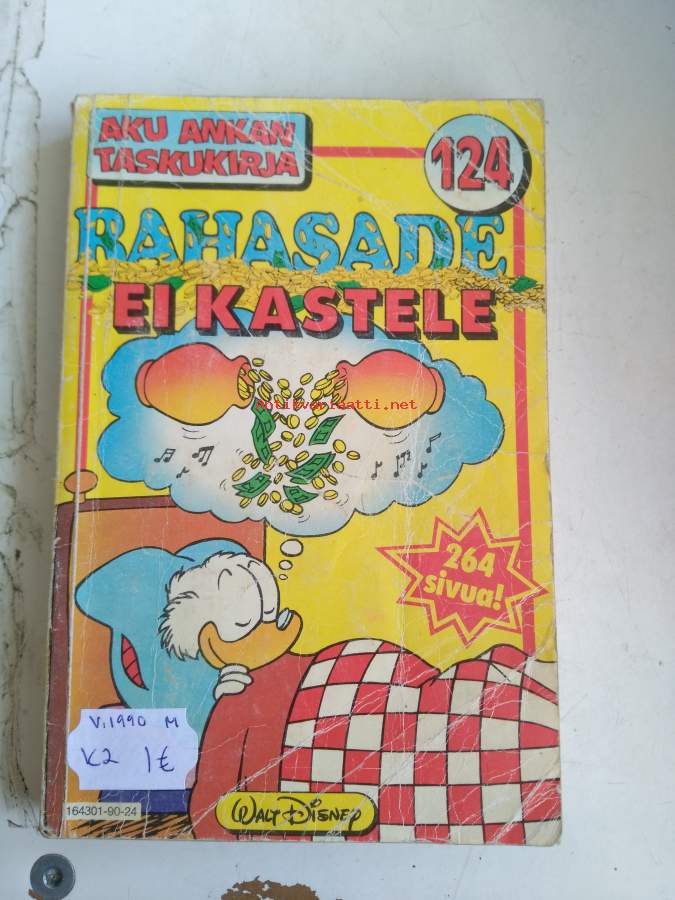 AKU ANKAN
TASKUKIRJA
124
RAHASADE
EI KASTELE
Antikvariaatti.net
264
sivua!
V.1990 M
K2 1€
164301-90-24
WALT DISNEY